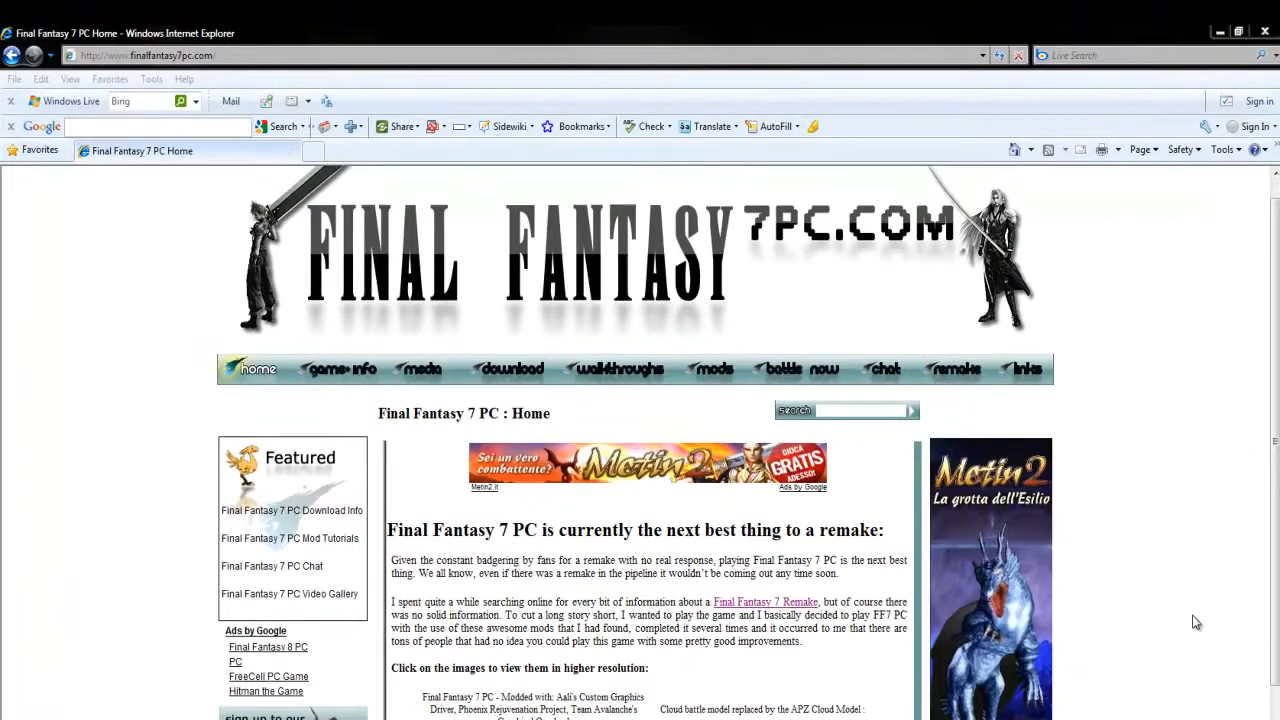 Final Fantasy 7 PC Home - Windows Internet Explorer
http://www.finalfantasy7pc.com/
Live Search
File Edit View Favorites Tools Help
x Windows Live Bing Mail Sign in
x Google Search Share Sidewiki Bookmarks Check Translate AutoFill Sign In
Favorites Final Fantasy 7 PC Home Page Safety Tools
FINAL FANTASY 7PC.COM
home game info media download walkthroughs mods battle now chat remake links
Final Fantasy 7 PC : Home
search
Featured
Final Fantasy 7 PC Download Info
Final Fantasy 7 PC Mod Tutorials
Final Fantasy 7 PC Chat
Final Fantasy 7 PC Video Gallery
Ads by Google
Final Fantasy 8 PC
PC
FreeCell PC Game
Hitman the Game
sign up to our
Sei un vero combattente? Metin2 GIOCA GRATIS ADESSO!
Metin2.it Ads by Google
Final Fantasy 7 PC is currently the next best thing to a remake:
Given the constant badgering by fans for a remake with no real response, playing Final Fantasy 7 PC is the next best
thing. We all know, even if there was a remake in the pipeline it wouldn't be coming out any time soon.
I spent quite a while searching online for every bit of information about a Final Fantasy 7 Remake, but of course there
was no solid information. To cut a long story short, I wanted to play the game and I basically decided to play FF7 PC
with the use of these awesome mods that I had found, completed it several times and it occurred to me that there are
tons of people that had no idea you could play this game with some pretty good improvements.
Click on the images to view them in higher resolution:
Final Fantasy 7 PC - Modded with: Aali's Custom Graphics
Driver, Phoenix Rejuvenation Project, Team Avalanche's
Cloud battle model replaced by the APZ Cloud Model :
Metin2
La grotta dell'Esilio